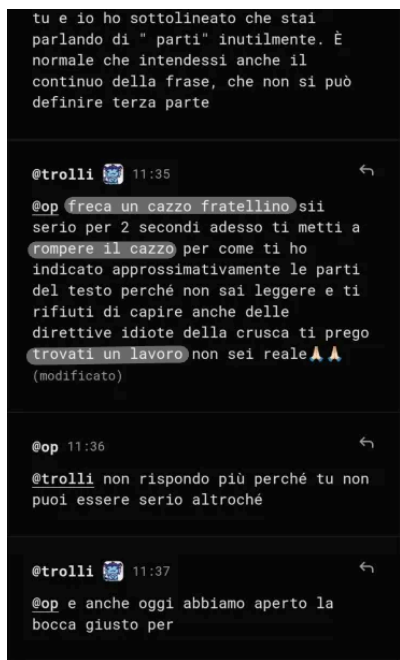 tu e io ho sottolineato che stai
parlando di " parti" inutilmente. È
normale che intendessi anche il
continuo della frase, che non si può
definire terza parte
@trolli 11:35
@op freca un cazzo fratellino sii
serio per 2 secondi adesso ti metti a
rompere il cazzo per come ti ho
indicato approssimativamente le parti
del testo perché non sai leggere e ti
rifiuti di capire anche delle
direttive idiote della crusca ti prego
trovati un lavoro non sei reale🙏🏻🙏🏻
(modificato)
@op 11:36
@trolli non rispondo più perché tu non
puoi essere serio altroché
@trolli 11:37
@op e anche oggi abbiamo aperto la
bocca giusto per